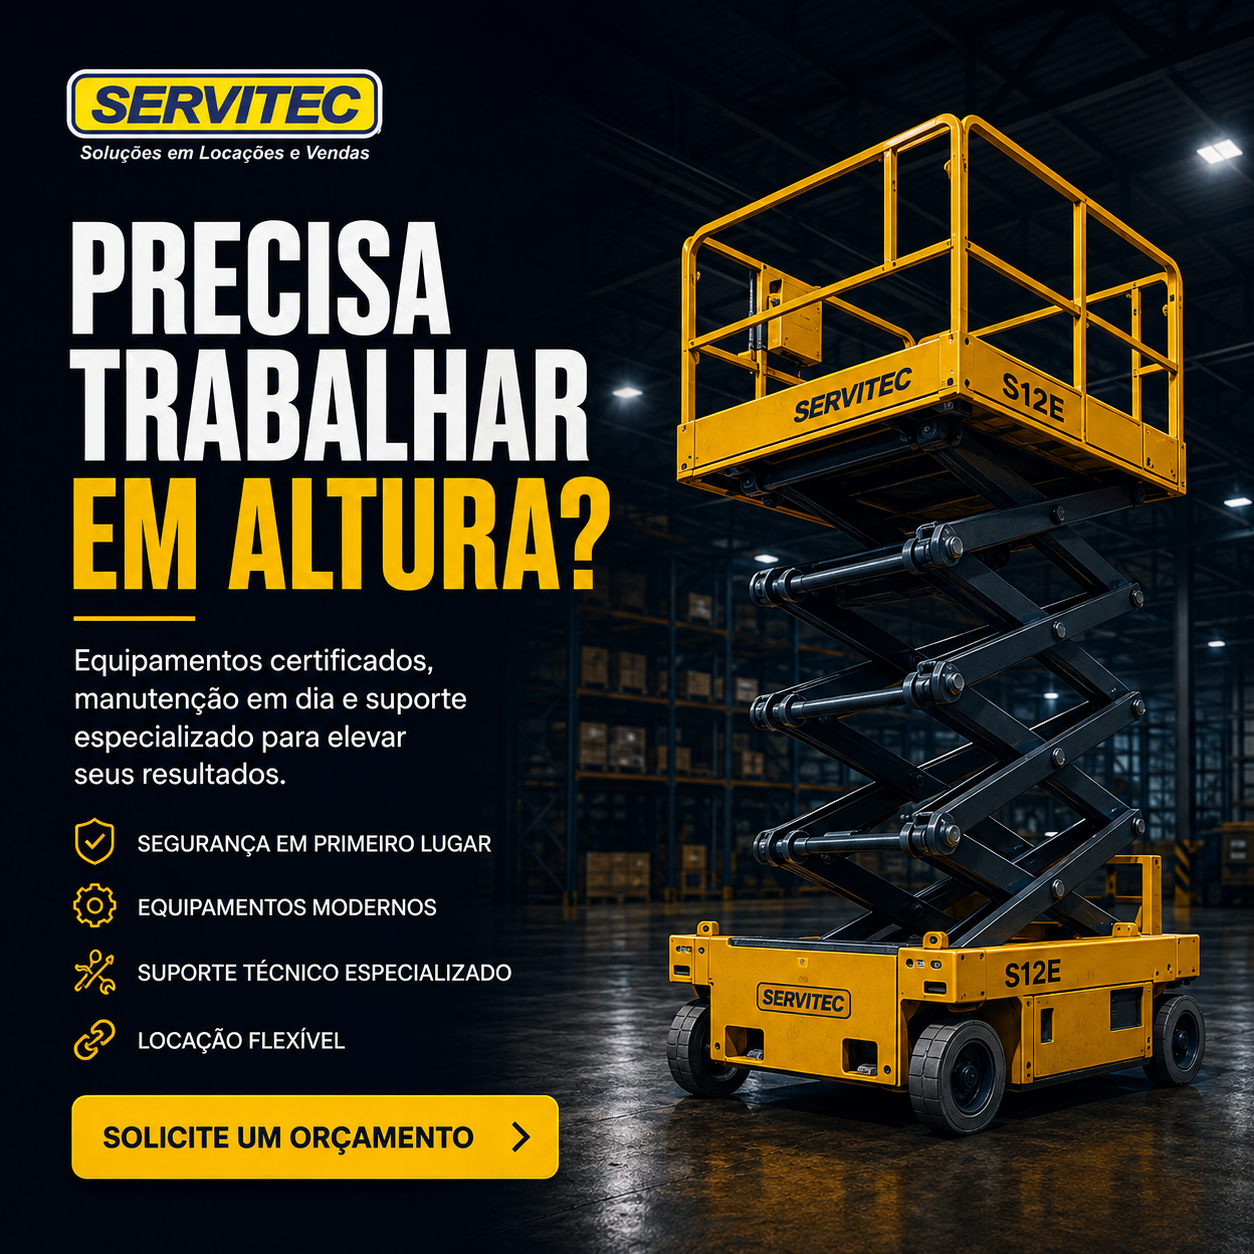 SERVITEC
Soluções em Locações e Vendas
PRECISA
TRABALHAR
EM ALTURA?
Equipamentos certificados,
manutenção em dia e suporte
especializado para elevar
seus resultados.
SEGURANÇA EM PRIMEIRO LUGAR
EQUIPAMENTOS MODERNOS
SUPORTE TÉCNICO ESPECIALIZADO
LOCAÇÃO FLEXÍVEL
SOLICITE UM ORÇAMENTO
SERVITEC
S12E
SERVITEC
S12E